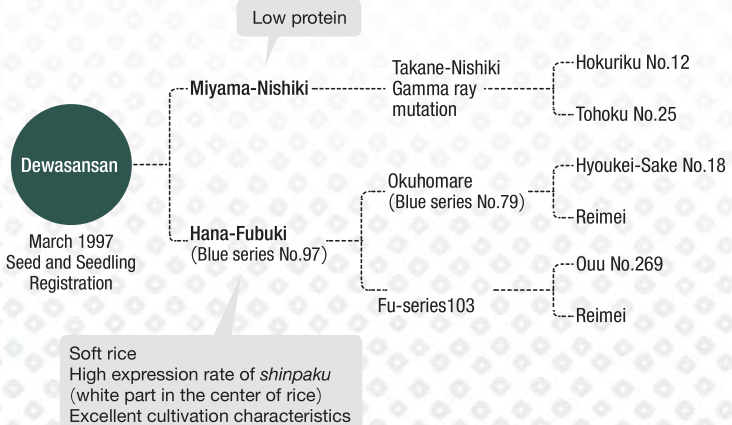 Low protein
Dewasansan
March 1997
Seed and Seedling
Registration
Miyama-Nishiki
Takane-Nishiki
Gamma ray
mutation
Hokuriku No.12
Tohoku No.25
Hana-Fubuki
(Blue series No.97)
Okuhomare
(Blue series No.79)
Hyoukei-Sake No.18
Reimei
Fu-series103
Ouu No.269
Reimei
Soft rice
High expression rate of shinpaku
(white part in the center of rice)
Excellent cultivation characteristics